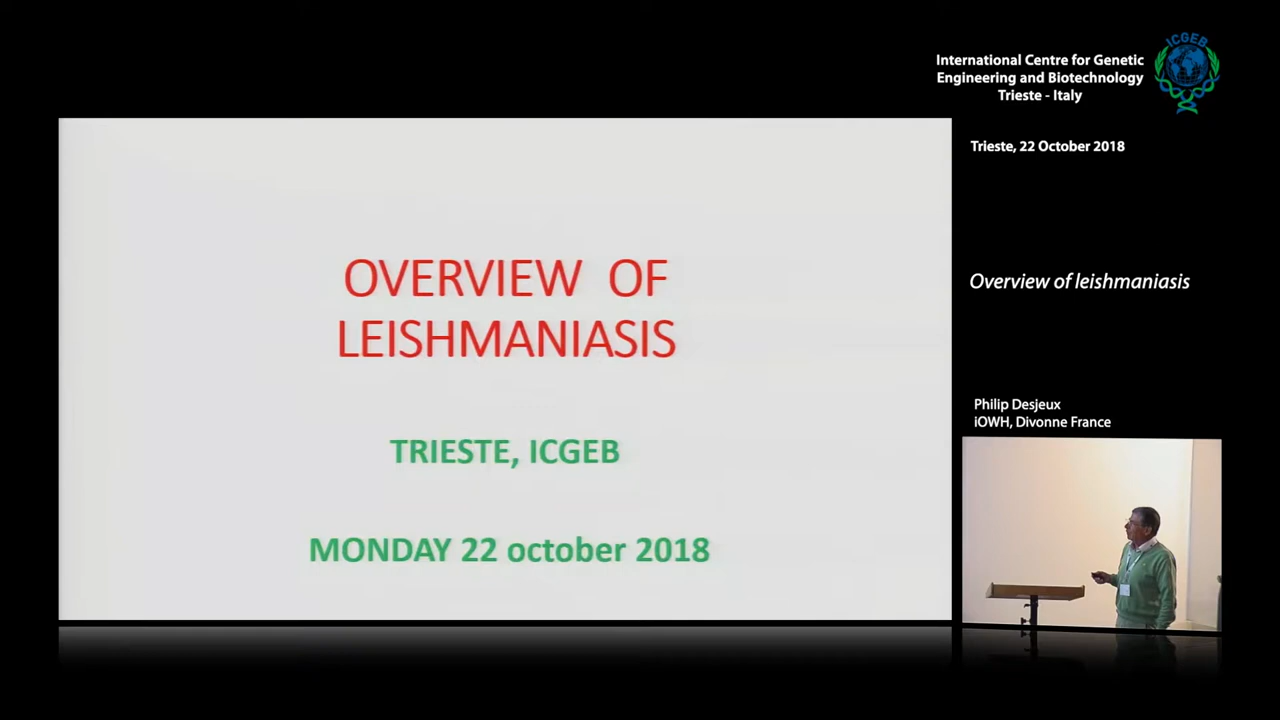 International Centre for Genetic
Engineering and Biotechnology
Trieste - Italy
ICGEB
Trieste, 22 October 2018
OVERVIEW OF
LEISHMANIASIS
TRIESTE, ICGEB
MONDAY 22 october 2018
Overview of leishmaniasis
Philip Desjeux
iOWH, Divonne France